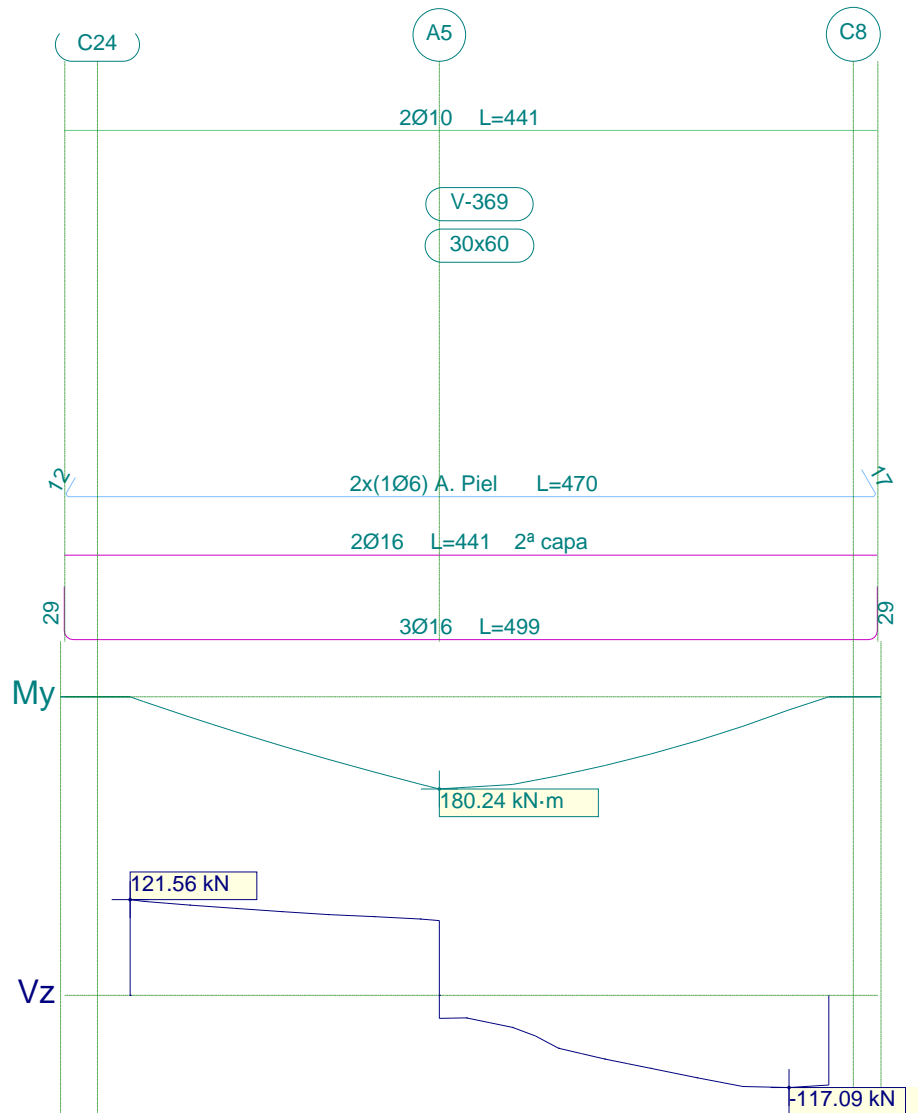 C24
A5
C8
2Ø10 L=441
V-369
30x60
12
2x(1Ø6) A. Piel L=470
17
2Ø16 L=441 2ª capa
29
3Ø16 L=499
29
My
180.24 kN·m
121.56 kN
Vz
-117.09 kN